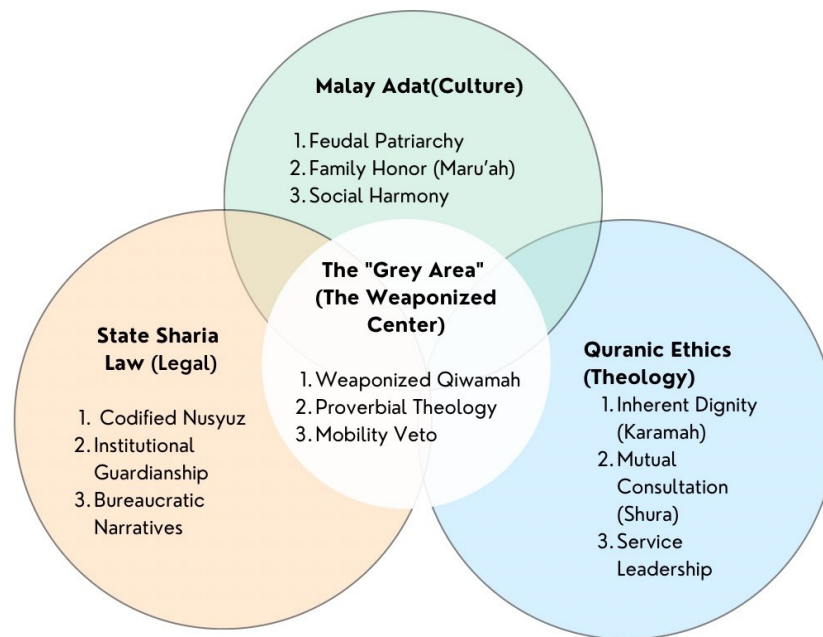 Malay Adat(Culture)
1. Feudal Patriarchy
2. Family Honor (Maru'ah)
3. Social Harmony
The "Grey Area"
(The Weaponized
Center)
1. Weaponized Qiwamah
2. Proverbial Theology
3. Mobility Veto
State Sharia
Law (Legal)
1. Codified Nusyuz
2. Institutional
Guardianship
3. Bureaucratic
Narratives
Quranic Ethics
(Theology)
1. Inherent Dignity
(Karamah)
2. Mutual
Consultation
(Shura)
3. Service
Leadership